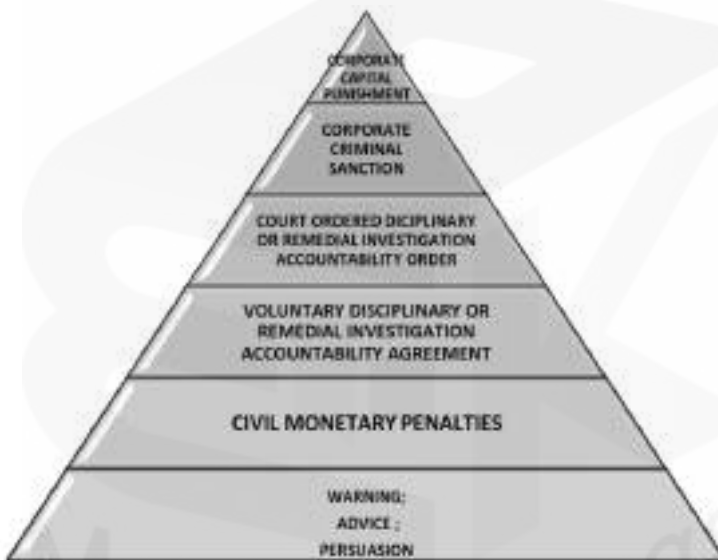 CORPORATE
CAPITAL
PUNISHMENT
CORPORATE
CRIMINAL
SANCTION
COURT ORDERED DICIPLINARY
OR REMEDIAL INVESTIGATION
ACCOUNTABILITY ORDER
VOLUNTARY DISCIPLINARY OR
REMEDIAL INVESTIGATION
ACCOUNTABILITY AGREEMENT
CIVIL MONETARY PENALTIES
WARNING;
ADVICE ;
PERSUASION